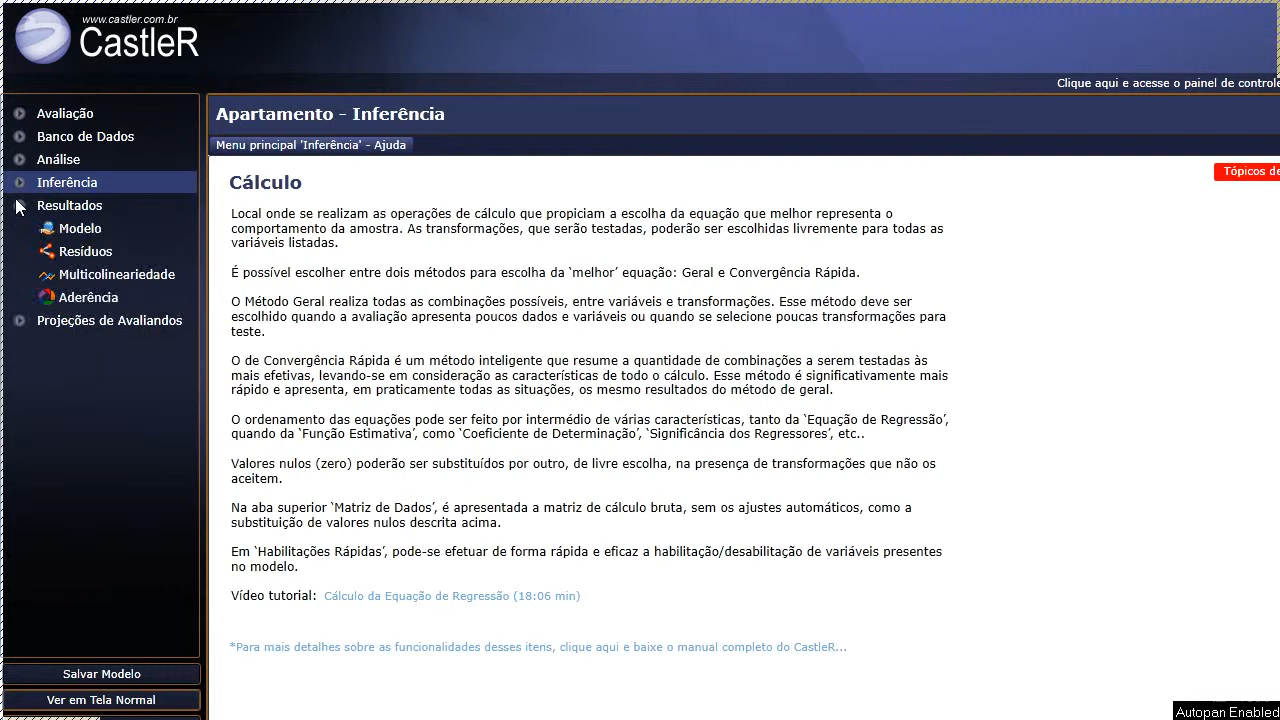 www.castler.com.br
CastleR
Clique aqui e acesse o painel de controle
Avaliação
Banco de Dados
Análise
Inferência
Resultados
Modelo
Resíduos
Multicolineariedade
Aderência
Projeções de Avaliandos
Salvar Modelo
Ver em Tela Normal
Apartamento - Inferência
Menu principal 'Inferência' - Ajuda
Tópicos de
Cálculo
Local onde se realizam as operações de cálculo que propiciam a escolha da equação que melhor representa o
comportamento da amostra. As transformações, que serão testadas, poderão ser escolhidas livremente para todas as
variáveis listadas.
É possível escolher entre dois métodos para escolha da ‘melhor’ equação: Geral e Convergência Rápida.
O Método Geral realiza todas as combinações possíveis, entre variáveis e transformações. Esse método deve ser
escolhido quando a avaliação apresenta poucos dados e variáveis ou quando se selecione poucas transformações para
teste.
O de Convergência Rápida é um método inteligente que resume a quantidade de combinações a serem testadas às
mais efetivas, levando-se em consideração as características de todo o cálculo. Esse método é significativamente mais
rápido e apresenta, em praticamente todas as situações, os mesmo resultados do método de geral.
O ordenamento das equações pode ser feito por intermédio de várias características, tanto da ‘Equação de Regressão’,
quando da ‘Função Estimativa’, como ‘Coeficiente de Determinação’, ‘Significância dos Regressores’, etc..
Valores nulos (zero) poderão ser substituídos por outro, de livre escolha, na presença de transformações que não os
aceitem.
Na aba superior ‘Matriz de Dados’, é apresentada a matriz de cálculo bruta, sem os ajustes automáticos, como a
substituição de valores nulos descrita acima.
Em ‘Habilitações Rápidas’, pode-se efetuar de forma rápida e eficaz a habilitação/desabilitação de variáveis presentes
no modelo.
Vídeo tutorial: Cálculo da Equação de Regressão (18:06 min)
*Para mais detalhes sobre as funcionalidades desses itens, clique aqui e baixe o manual completo do CastleR...
Autopan Enabled